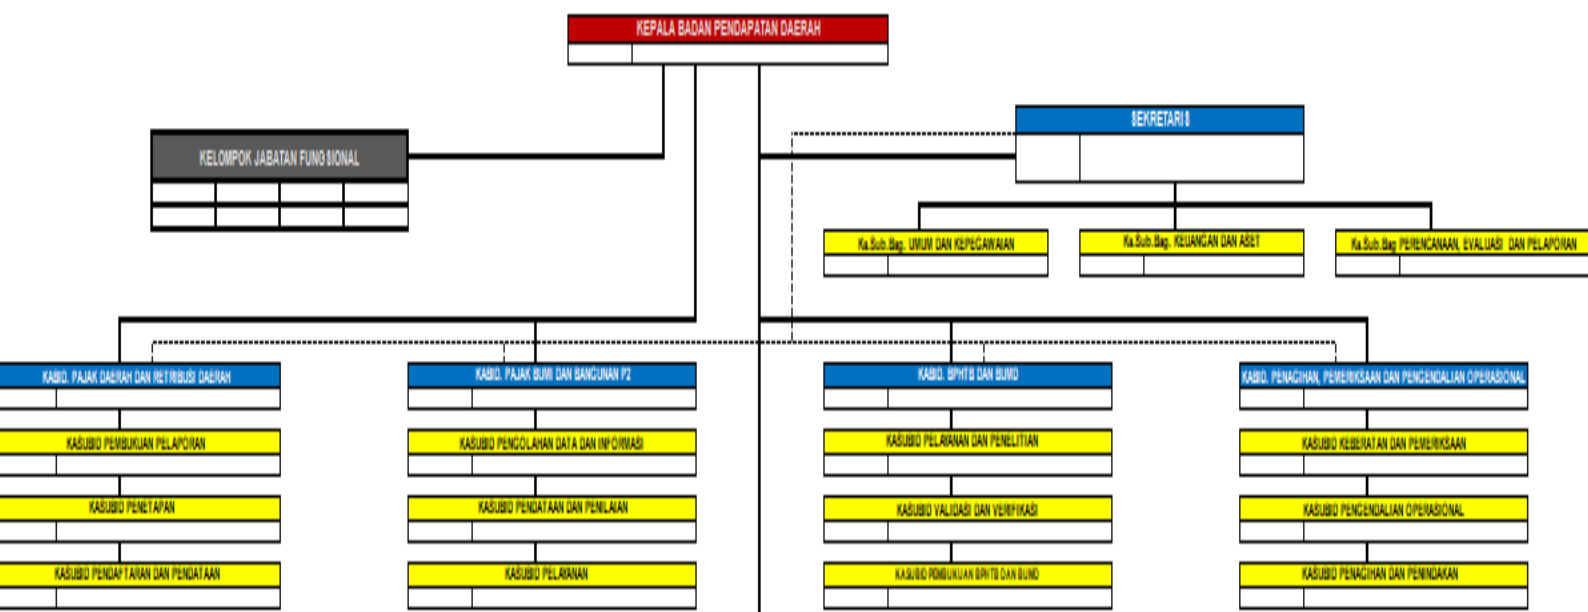 KEPALA BADAN PENDAPATAN DAERAH
SEKRETARIS
KELOMPOK JABATAN FUNGSIONAL
Ka.Sub.Bag. UMUM DAN KEPEGAWAIAN
Ka.Sub.Bag. KEUANGAN DAN ASET
Ka.Sub.Bag PERENCANAAN, EVALUASI DAN PELAPORAN
KABID. PAJAK DAERAH DAN RETRIBUSI DAERAH
KABID. PAJAK BUMI DAN BANGUNAN P2
KABID. BPHTB DAN BUMD
KABID. PENAGIHAN, PEMERIKSAAN DAN PENGENDALIAN OPERASIONAL
KASUBID PEMBUKUAN PELAPORAN
KASUBID PENGOLAHAN DATA DAN INFORMASI
KASUBID PELAYANAN DAN PENELITIAN
KASUBID KEBERATAN DAN PEMERIKSAAN
KASUBID PENETAPAN
KASUBID PENDATAAN DAN PENILAIAN
KASUBID VALIDASI DAN VERIFIKASI
KASUBID PENGENDALIAN OPERASIONAL
KASUBID PENDAFTARAN DAN PENDATAAN
KASUBID PELAYANAN
KASUBID PEMBUKUAN BPHTB DAN BUMD
KASUBID PENAGIHAN DAN PENINDAKAN